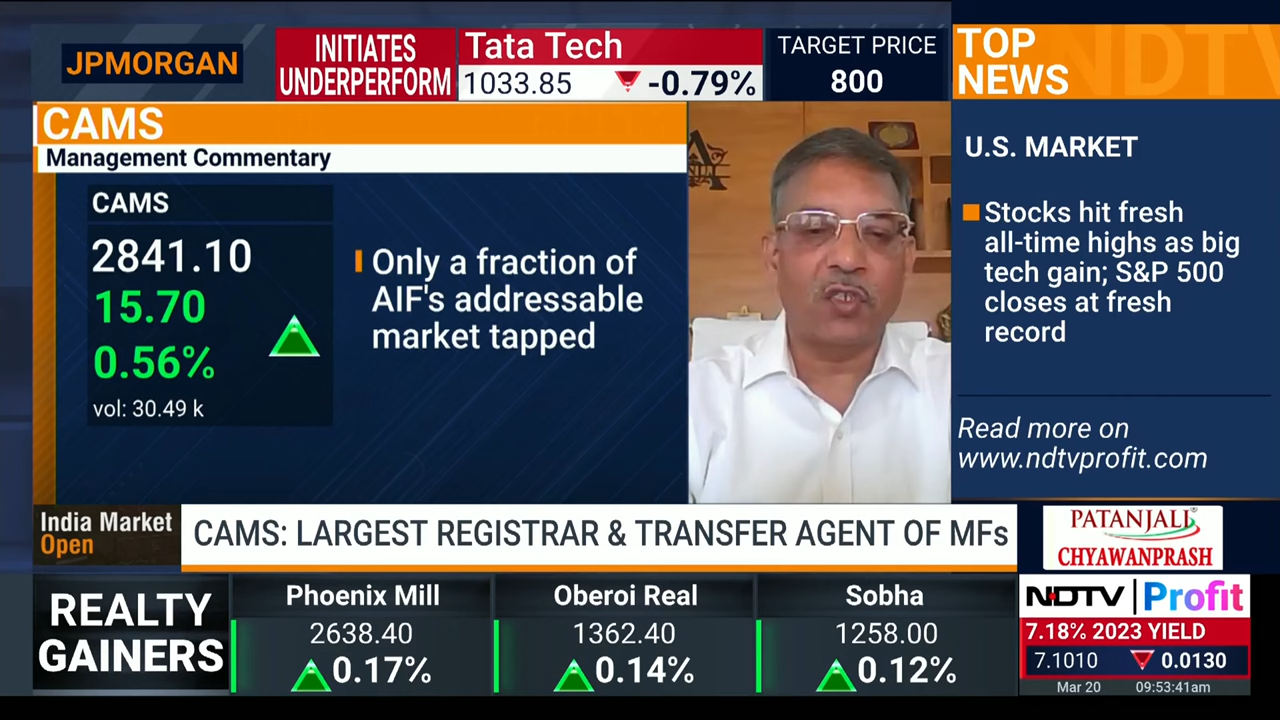 JPMORGAN
INITIATES
UNDERPERFORM
Tata Tech
1033.85 -0.79%
TARGET PRICE
800
TOP
NEWS
CAMS
Management Commentary
CAMS
2841.10
15.70
0.56%
vol: 30.49 k
Only a fraction of
AIF's addressable
market tapped
U.S. MARKET
Stocks hit fresh
all-time highs as big
tech gain; S&P 500
closes at fresh
record
Read more on
www.ndtvprofit.com
India Market
Open
CAMS: LARGEST REGISTRAR & TRANSFER AGENT OF MFs
PATANJALI
CHYAWANPRASH
REALTY
GAINERS
Phoenix Mill
2638.40
0.17%
Oberoi Real
1362.40
0.14%
Sobha
1258.00
0.12%
NDTV Profit
7.18% 2023 YIELD
7.1010 0.0130
Mar 20 09:53:41am